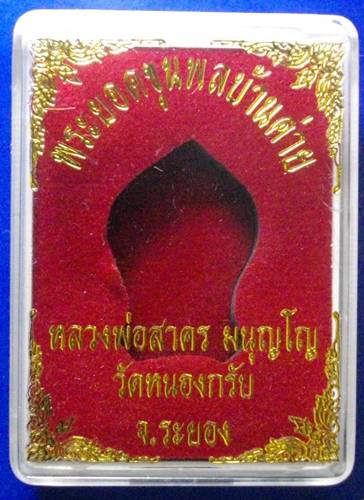 พระยอดขุนพลบ้านค่าย
หลวงพ่อสาคร มนุญโญ
วัดหนองกรับ
จ.ระยอง